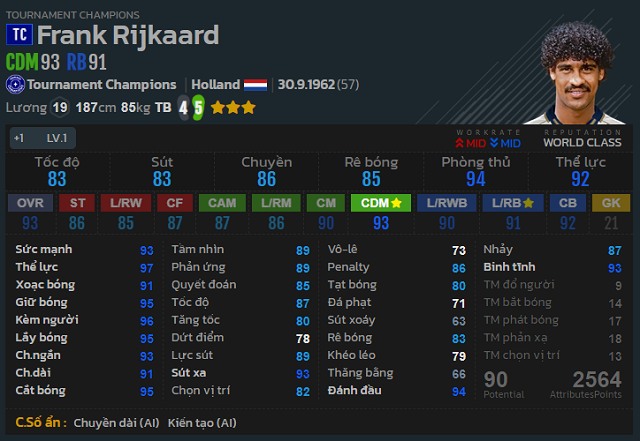 TOURNAMENT CHAMPIONS
TC Frank Rijkaard
CDM 93 RB 91
Tournament Champions Holland 30.9.1962 (57)
Lương 19 187cm 85kg TB 4 5
+1 LV.1
WORKRATE REPUTATION
MID MID WORLD CLASS
Tốc độ Sút Chuyền Rê bóng Phòng thủ Thể lực
83 83 86 85 94 92
OVR ST L/RW CF CAM L/RM CM CDM L/RWB L/RB CB GK
93 86 85 87 87 86 90 93 90 91 92 21
Sức mạnh 93 Tầm nhìn 89 Vô-lê 73 Nhảy 87
Thể lực 97 Phản ứng 89 Penalty 86 Bình tĩnh 93
Xoạc bóng 91 Quyết đoán 85 Tạt bóng 80 TM đổ người 9
Giữ bóng 95 Tốc độ 87 Đá phạt 71 TM bắt bóng 14
Kèm người 96 Tăng tốc 80 Sút xoáy 63 TM phát bóng 17
Lấy bóng 95 Dứt điểm 78 Rê bóng 83 TM phản xạ 18
Ch.ngắn 93 Lực sút 89 Khéo léo 79 TM chọn vị trí 13
Ch.dài 91 Sút xa 93 Thăng bằng 66
Cắt bóng 95 Chọn vị trí 82 Đánh đầu 94
90 2564
Potential AttributesPoints
C.Số ẩn : Chuyền dài (AI) Kiến tạo (AI)